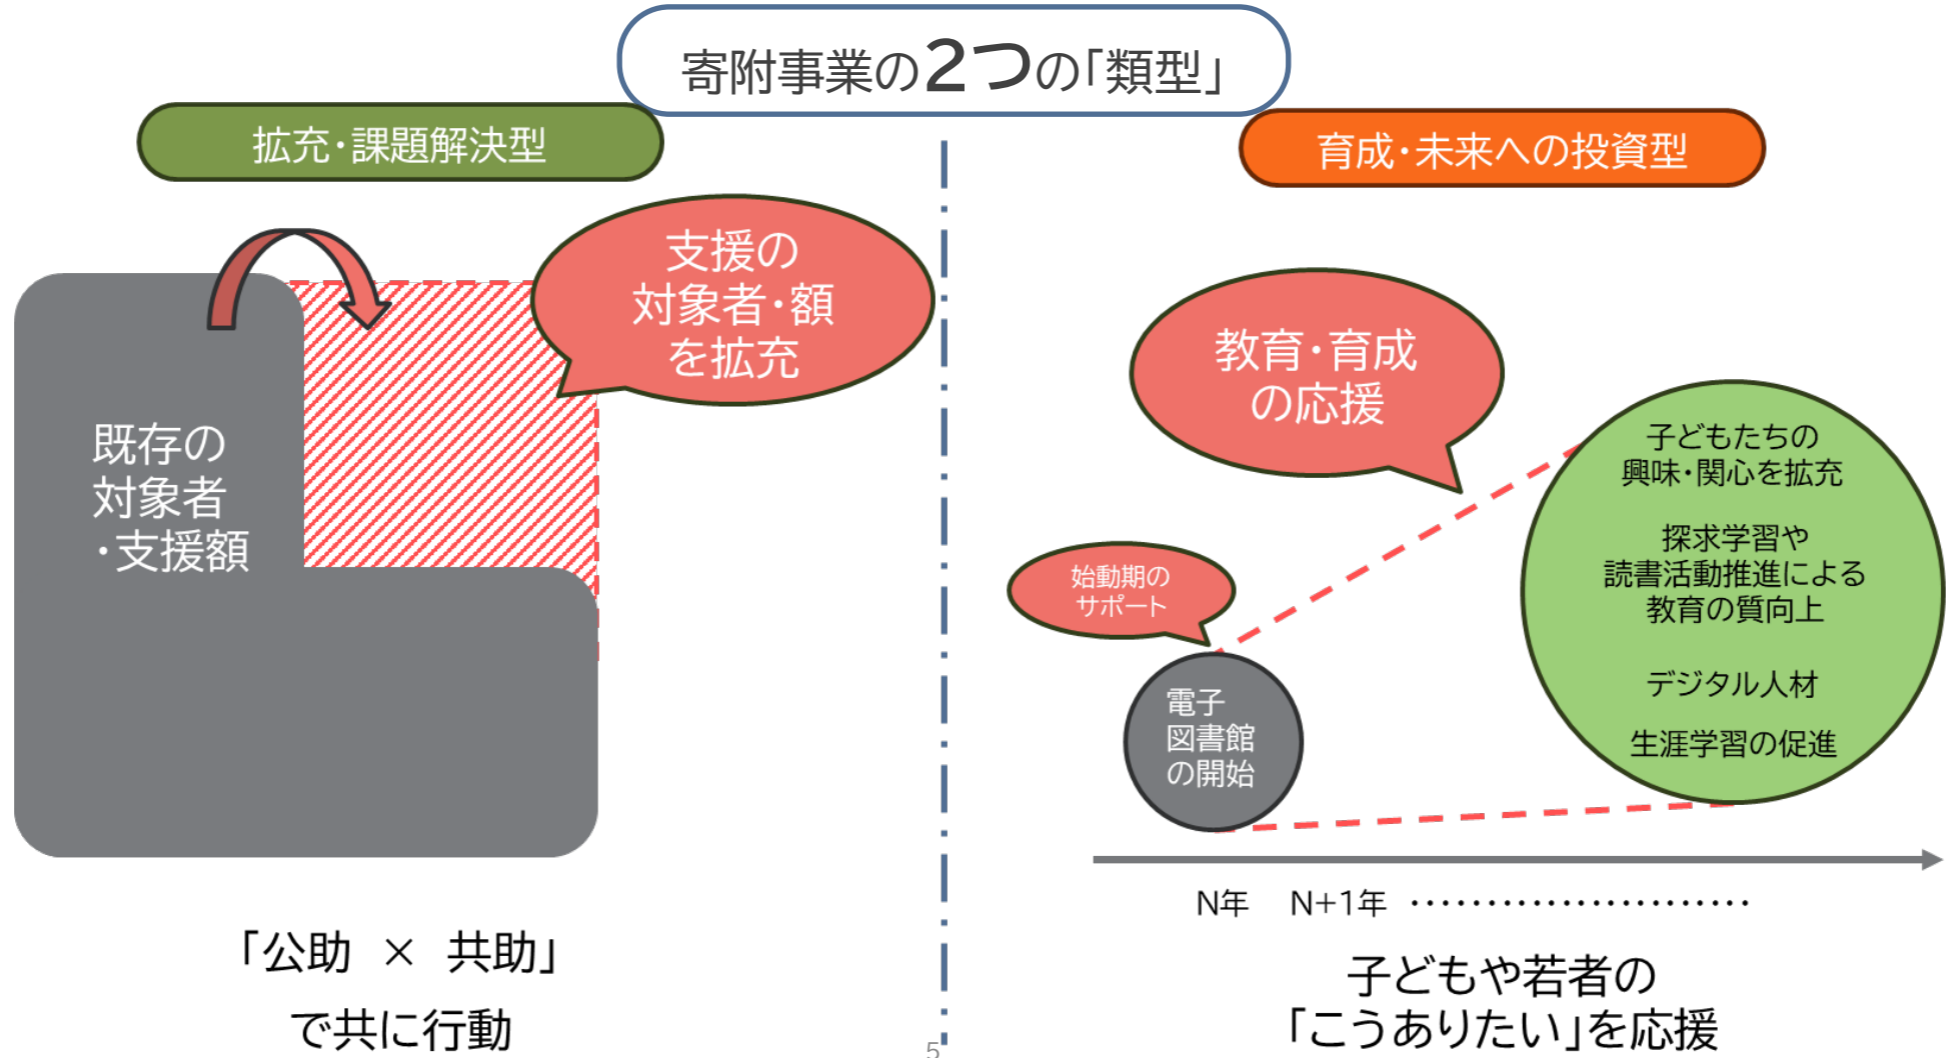 寄附事業の2つの「類型」
拡充・課題解決型
支援の
対象者・額
を拡充
既存の
対象者
・支援額
「公助 × 共助」
で共に行動
育成・未来への投資型
教育・育成
の応援
始動期の
サポート
電子
図書館
の開始
子どもたちの
興味・関心を拡充
探求学習や
読書活動推進による
教育の質向上
デジタル人材
生涯学習の促進
N年 N+1年 ・・・・・・・・・・・・・・・・・・・・・・・
子どもや若者の
「こうありたい」を応援
5